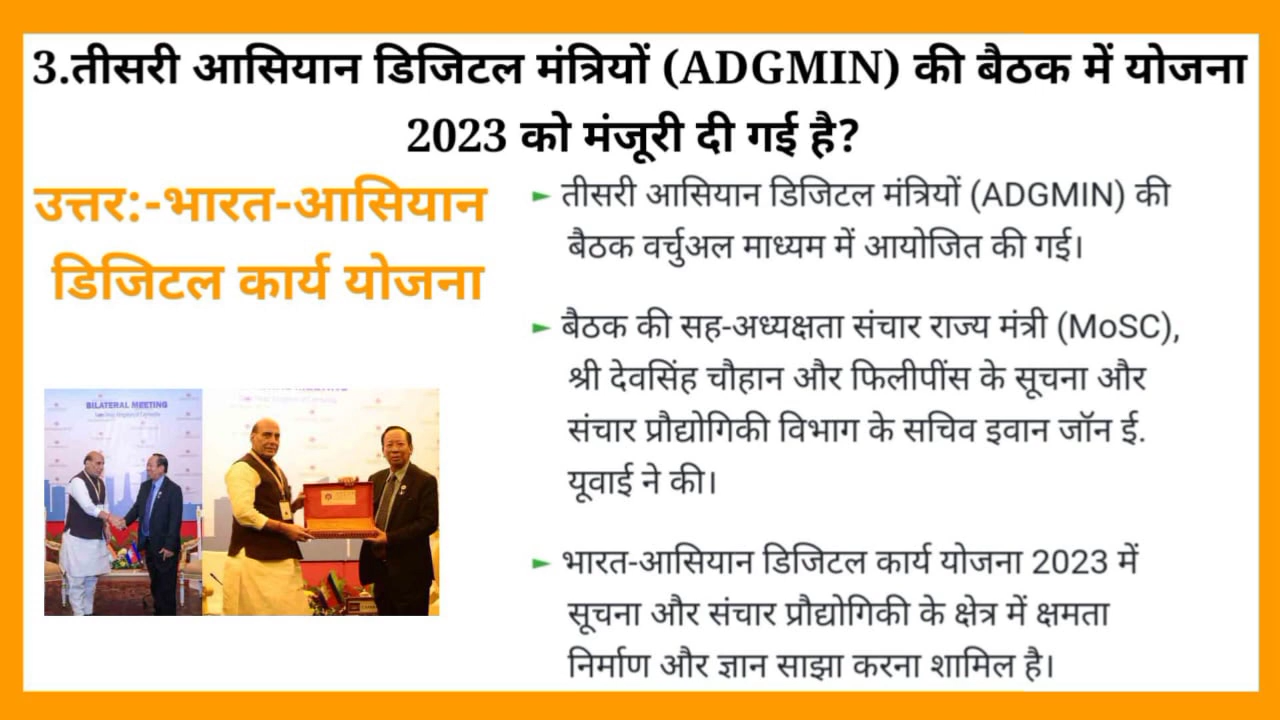 3.तीसरी आसियान डिजिटल मंत्रियों (ADGMIN) की बैठक में योजना
2023 को मंजूरी दी गई है?
उत्तर:-भारत-आसियान
डिजिटल कार्य योजना
► तीसरी आसियान डिजिटल मंत्रियों (ADGMIN) की
बैठक वर्चुअल माध्यम में आयोजित की गई।
► बैठक की सह-अध्यक्षता संचार राज्य मंत्री (MoSC),
श्री देवसिंह चौहान और फिलीपींस के सूचना और
संचार प्रौद्योगिकी विभाग के सचिव इवान जॉन ई.
यूवाई ने की।
► भारत-आसियान डिजिटल कार्य योजना 2023 में
सूचना और संचार प्रौद्योगिकी के क्षेत्र में क्षमता
निर्माण और ज्ञान साझा करना शामिल है।
BILATERAL MEETING